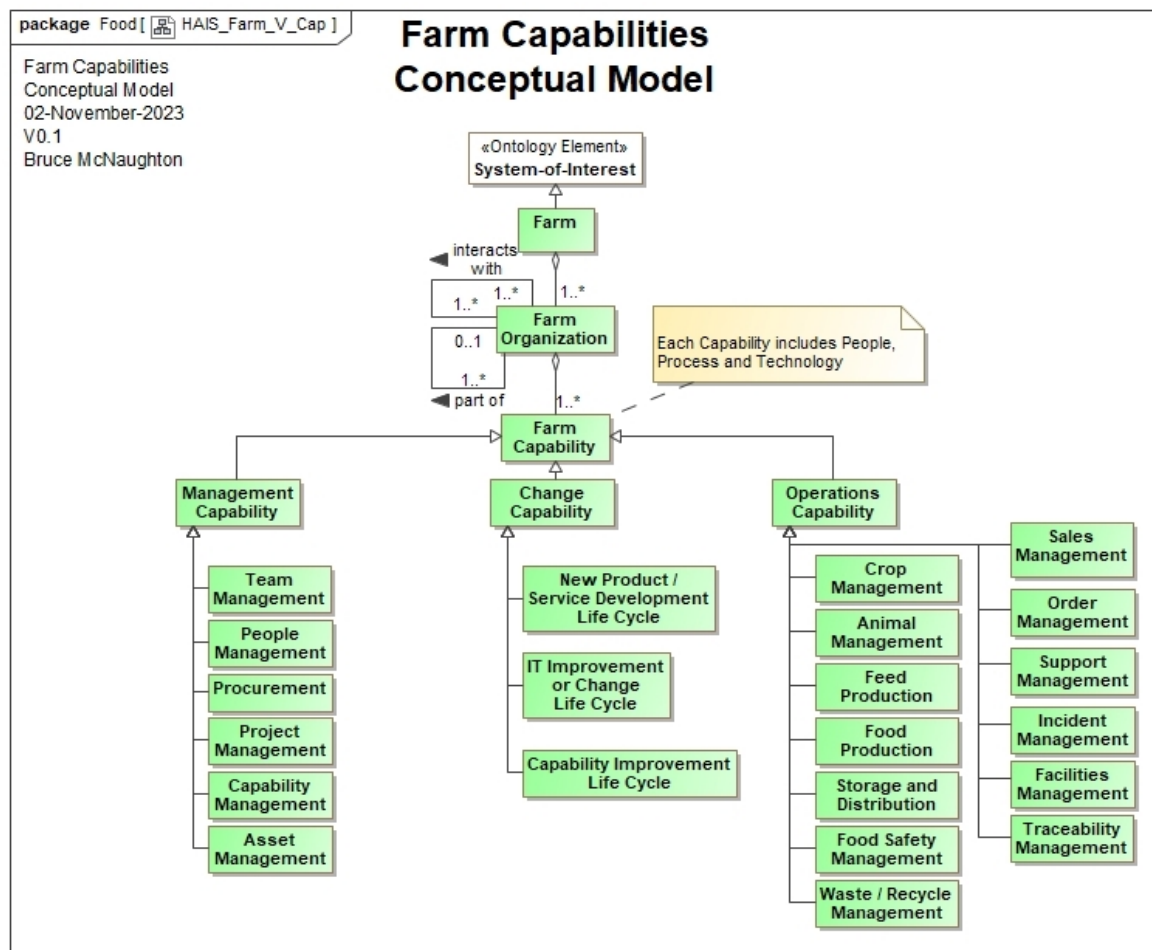 package Food [ HAIS_Farm_V_Cap ]
Farm Capabilities
Conceptual Model
Farm Capabilities
Conceptual Model
02-November-2023
V0.1
Bruce McNaughton
«Ontology Element»
System-of-Interest
Farm
interacts
with
1..*
1..*
1..*
Farm
Organization
0..1
1..*
part of
1..*
Each Capability includes People,
Process and Technology
Farm
Capability
Management
Capability
Change
Capability
Operations
Capability
Team
Management
People
Management
Procurement
Project
Management
Capability
Management
Asset
Management
New Product /
Service Development
Life Cycle
IT Improvement
or Change
Life Cycle
Capability Improvement
Life Cycle
Crop
Management
Animal
Management
Feed
Production
Food
Production
Storage and
Distribution
Food Safety
Management
Waste / Recycle
Management
Sales
Management
Order
Management
Support
Management
Incident
Management
Facilities
Management
Traceability
Management